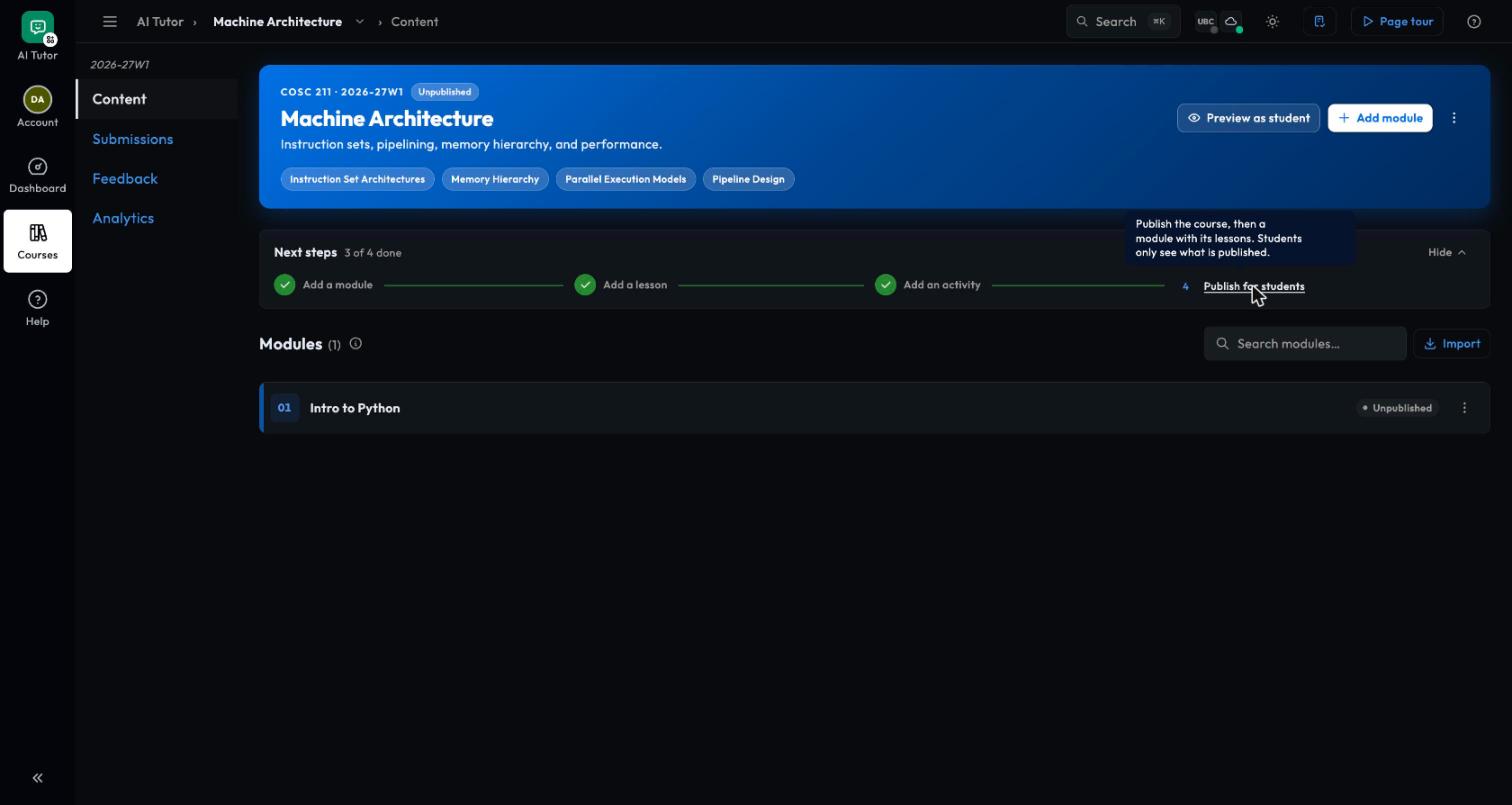 AI Tutor
AI Tutor › Machine Architecture › Content
Search ⌘K
UBC
Page tour
DA
Account
Dashboard
Courses
Help
2026-27W1
Content
Submissions
Feedback
Analytics
COSC 211 · 2026-27W1 Unpublished
Machine Architecture
Instruction sets, pipelining, memory hierarchy, and performance.
Instruction Set Architectures Memory Hierarchy Parallel Execution Models Pipeline Design
Preview as student
+ Add module
Publish the course, then a
module with its lessons. Students
only see what is published.
Next steps 3 of 4 done
Hide
Add a module
Add a lesson
Add an activity
4 Publish for students
Modules (1)
Search modules...
Import
01 Intro to Python
Unpublished